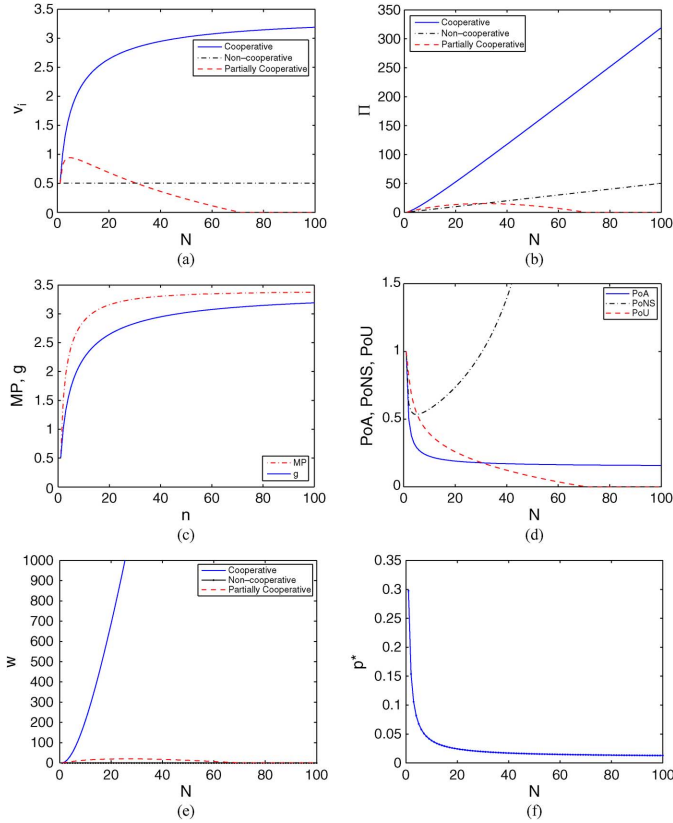 3.5
3
2.5
2
1.5
1
0.5
0
v_i
Cooperative
Non-cooperative
Partially Cooperative
0 20 40 60 80 100
N
(a)
350
300
250
200
150
100
50
0
Π
Cooperative
Non-cooperative
Partially Cooperative
0 20 40 60 80 100
N
(b)
3.5
3
2.5
2
1.5
1
0.5
0
MP, g
MP
g
0 20 40 60 80 100
n
(c)
1.5
1
0.5
0
PoA, PoNS, PoU
PoA
PoNS
PoU
0 20 40 60 80 100
N
(d)
1000
900
800
700
600
500
400
300
200
100
0
w
Cooperative
Non-cooperative
Partially Cooperative
0 20 40 60 80 100
N
(e)
0.35
0.3
0.25
0.2
0.15
0.1
0.05
0
p*
0 20 40 60 80 100
N
(f)